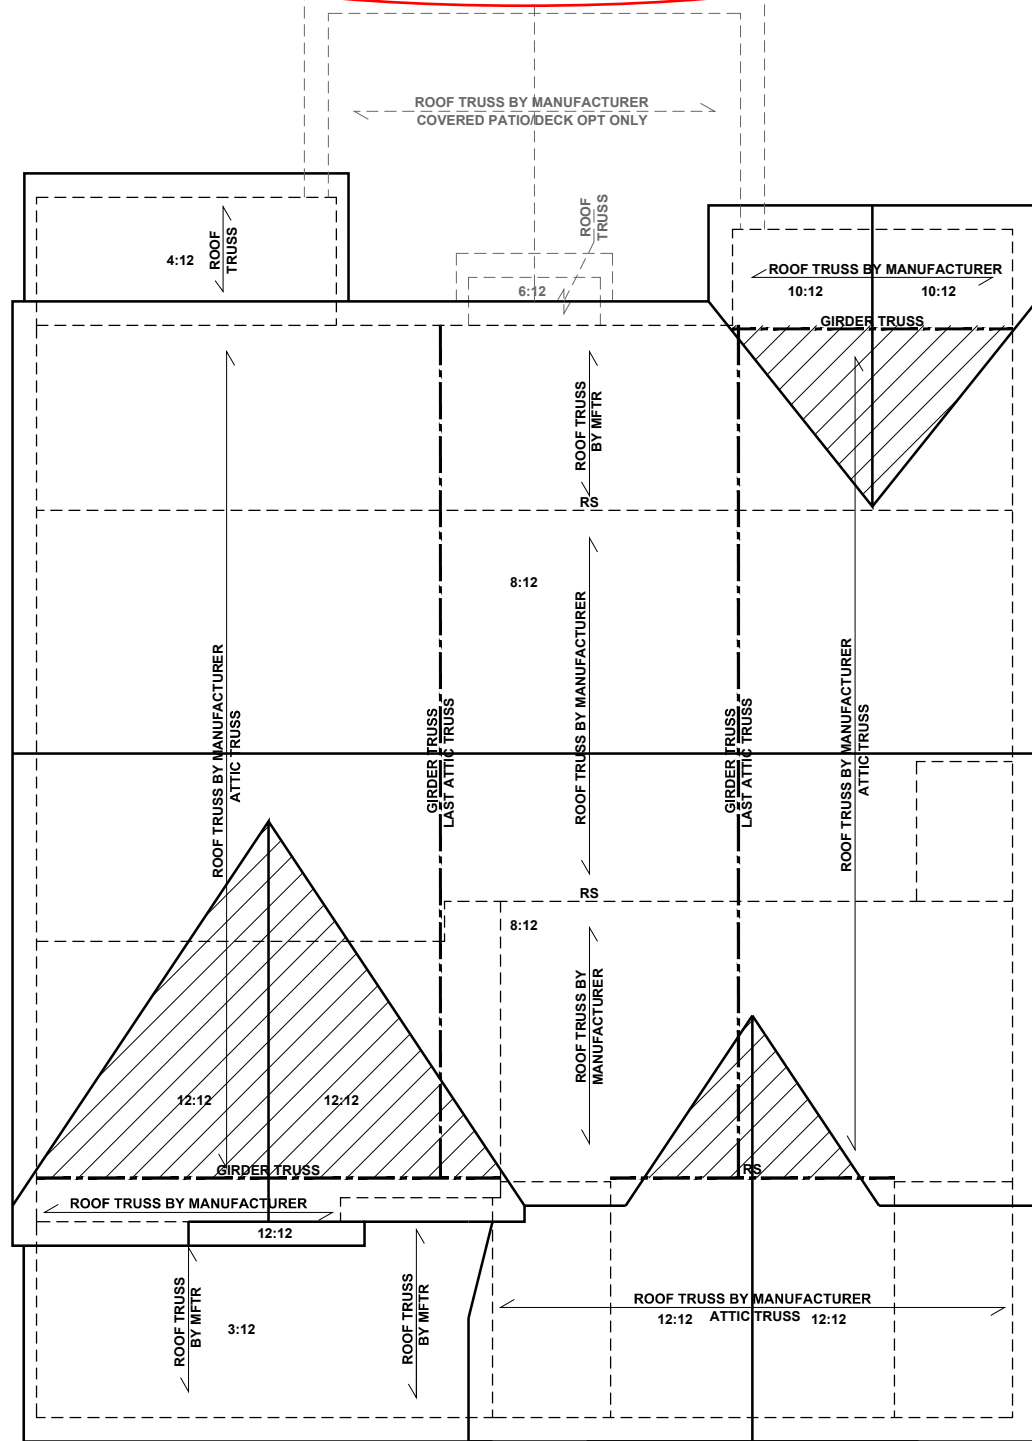 ROOF TRUSS BY MANUFACTURER
COVERED PATIO/DECK OPT ONLY
ROOF
TRUSS
4:12
ROOF
TRUSS
6:12
ROOF TRUSS BY MANUFACTURER
10:12
10:12
GIRDER TRUSS
ROOF TRUSS
BY MFTR
RS
8:12
ROOF TRUSS BY MANUFACTURER
ATTIC TRUSS
GIRDER TRUSS
LAST ATTIC TRUSS
ROOF TRUSS BY MANUFACTURER
GIRDER TRUSS
LAST ATTIC TRUSS
ROOF TRUSS BY MANUFACTURER
ATTIC TRUSS
RS
8:12
ROOF TRUSS BY
MANUFACTURER
12:12
12:12
GIRDER TRUSS
RS
ROOF TRUSS BY MANUFACTURER
12:12
ROOF TRUSS
BY MFTR
3:12
ROOF TRUSS
BY MFTR
ROOF TRUSS BY MANUFACTURER
12:12
ATTIC TRUSS
12:12